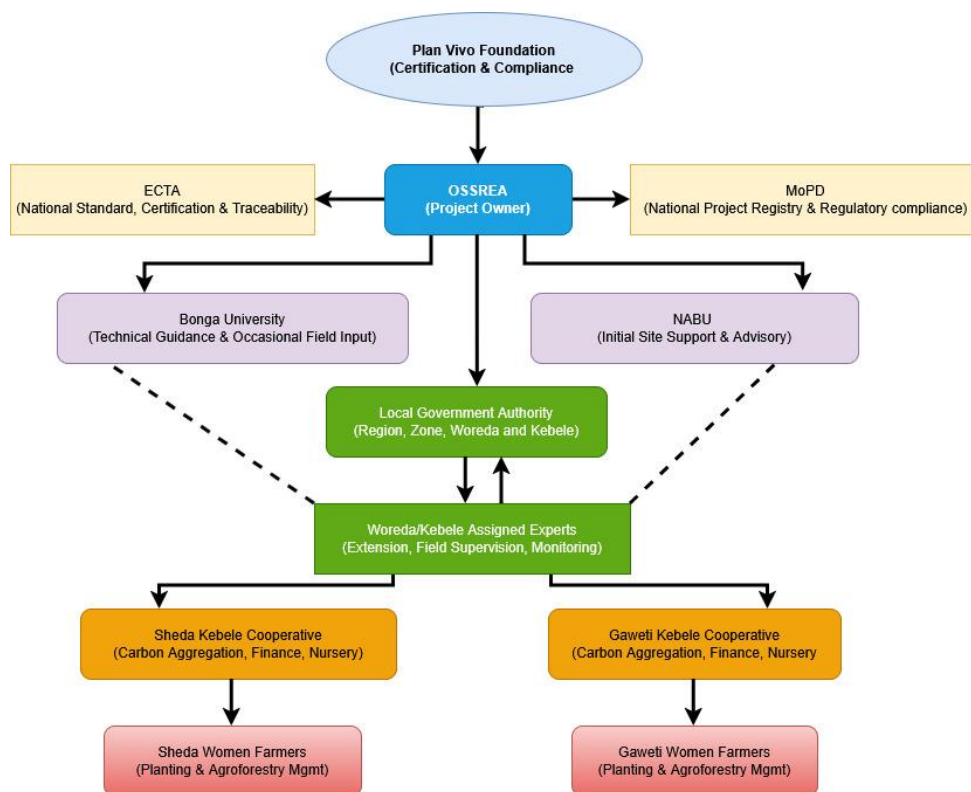 Plan Vivo Foundation
(Certification & Compliance
ECTA
(National Standard, Certification & Traceability)
OSSREA
(Project Owner)
MoPD
(National Project Registry & Regulatory compliance)
Bonga University
(Technical Guidance & Occasional Field Input)
NABU
(Initial Site Support & Advisory)
Local Government Authority
(Region, Zone, Woreda and Kebele)
Woreda/Kebele Assigned Experts
(Extension, Field Supervision, Monitoring)
Sheda Kebele Cooperative
(Carbon Aggregation, Finance, Nursery)
Gaweti Kebele Cooperative
(Carbon Aggregation, Finance, Nursery
Sheda Women Farmers
(Planting & Agroforestry Mgmt)
Gaweti Women Farmers
(Planting & Agroforestry Mgmt)